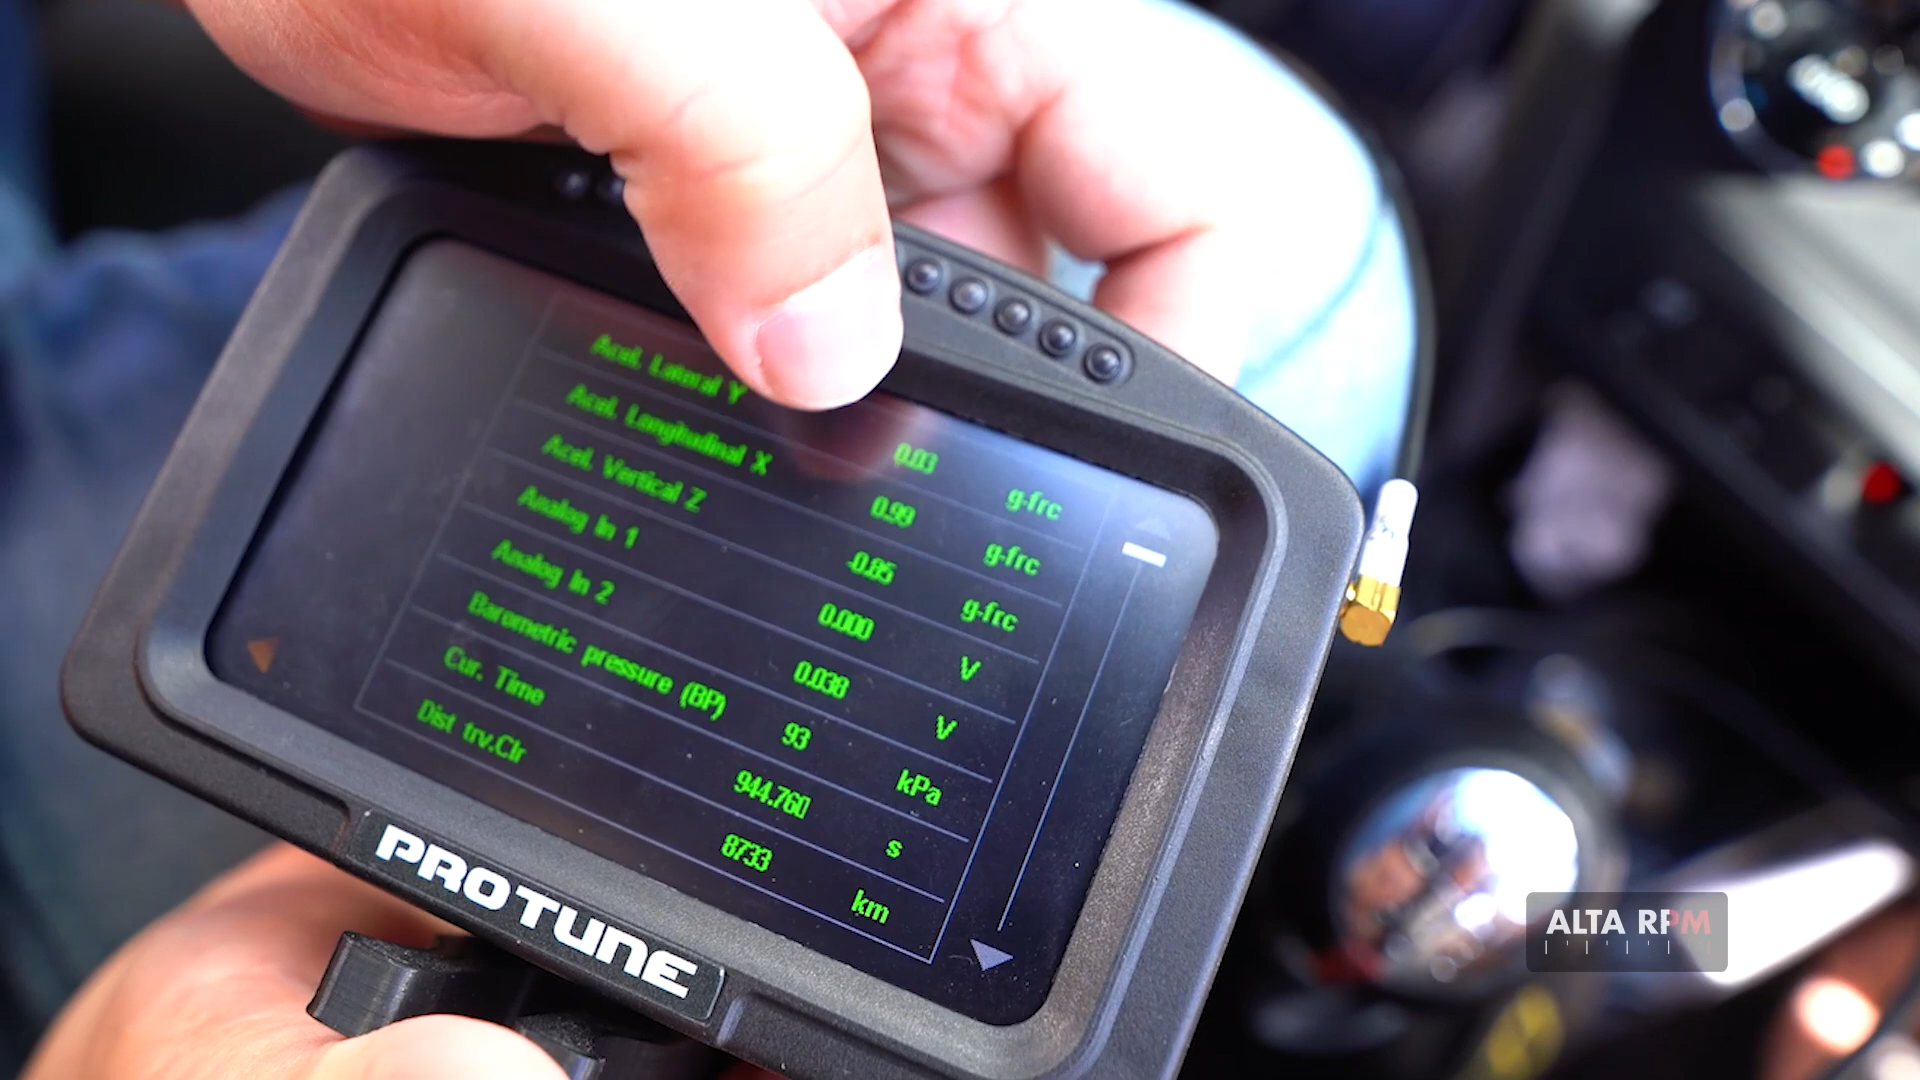 Acel. Lateral Y 0.03 g-frc
Acel. Longitudinal X 0.99 g-frc
Acel. Vertical Z -0.85 g-frc
Analog In 1 0.000 V
Analog In 2 0.038 V
Barometric pressure (BP) 93 kPa
Cur. Time 944.760 s
Dist trv.Clr 8733 km
PROTUNE
ALTA RPM